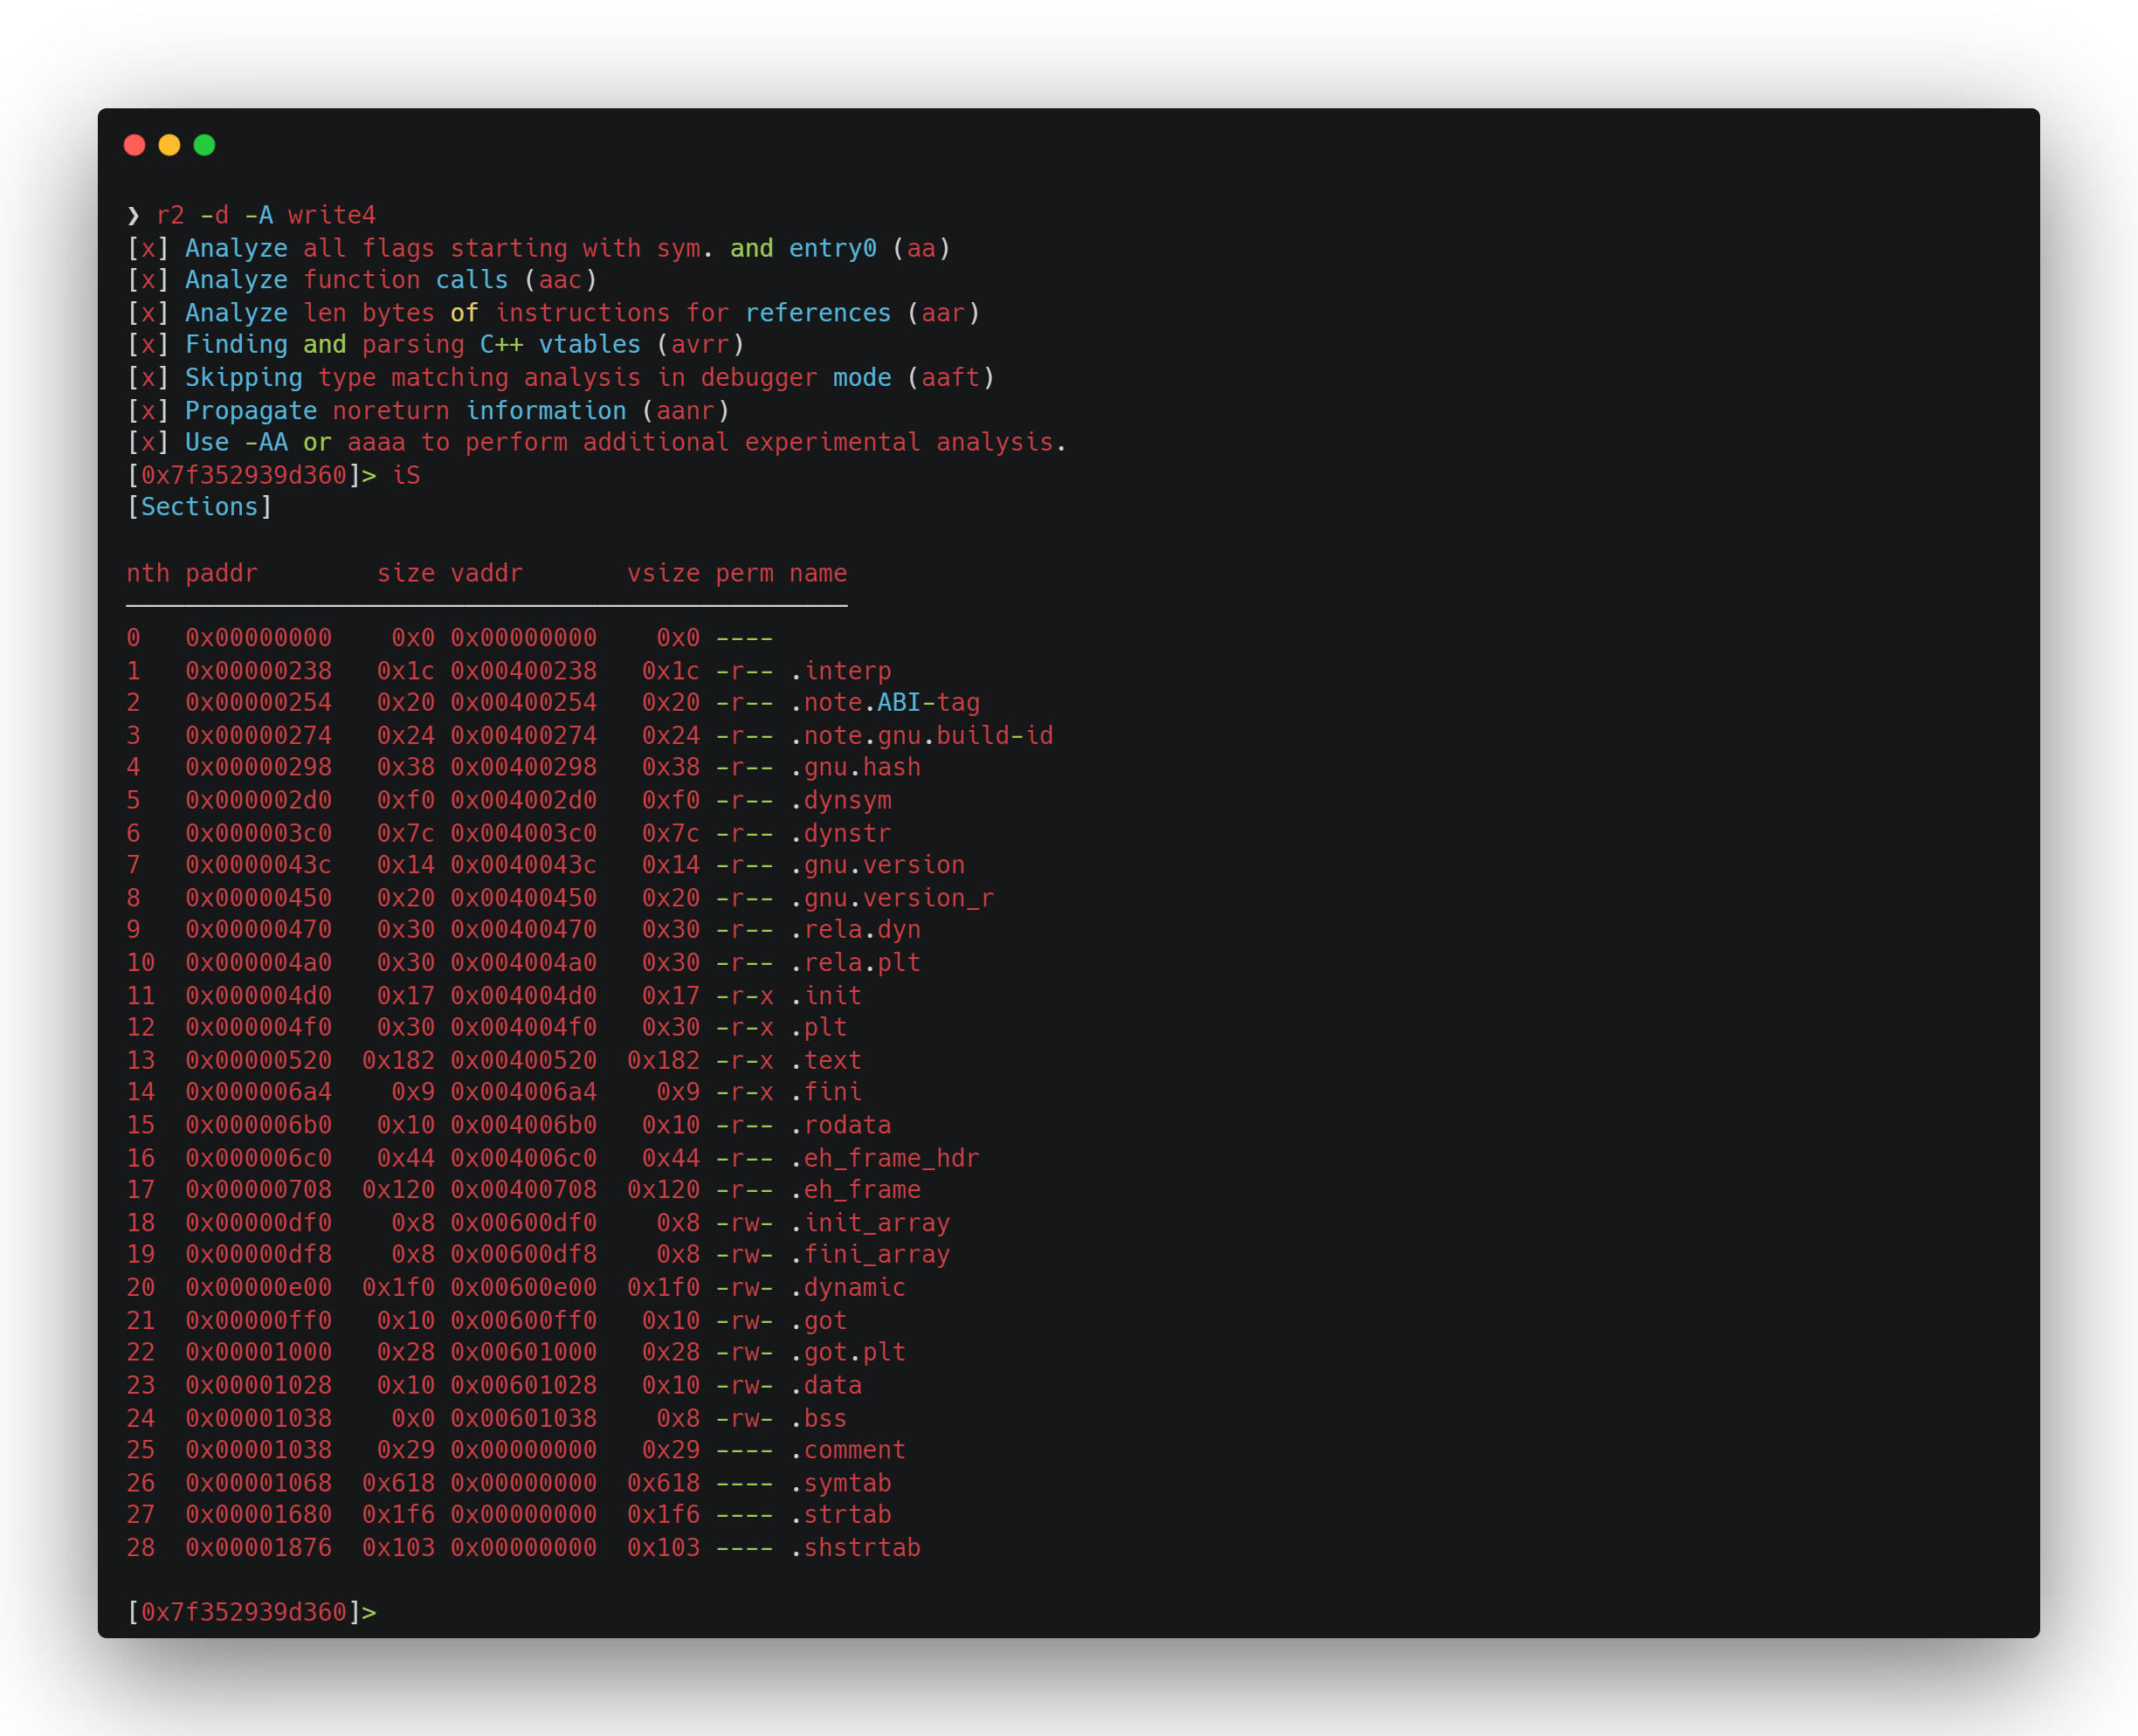 ❯ r2 -d -A write4
[x] Analyze all flags starting with sym. and entry0 (aa)
[x] Analyze function calls (aac)
[x] Analyze len bytes of instructions for references (aar)
[x] Finding and parsing C++ vtables (avrr)
[x] Skipping type matching analysis in debugger mode (aaft)
[x] Propagate noreturn information (aanr)
[x] Use -AA or aaaa to perform additional experimental analysis.
[0x7f352939d360]> iS
[Sections]

nth paddr        size vaddr       vsize perm name
―――――――――――――――――――――――――――――――――――――――――――――――――
0   0x00000000    0x0 0x00000000    0x0 ----
1   0x00000238   0x1c 0x00400238   0x1c -r-- .interp
2   0x00000254   0x20 0x00400254   0x20 -r-- .note.ABI-tag
3   0x00000274   0x24 0x00400274   0x24 -r-- .note.gnu.build-id
4   0x00000298   0x38 0x00400298   0x38 -r-- .gnu.hash
5   0x000002d0   0xf0 0x004002d0   0xf0 -r-- .dynsym
6   0x000003c0   0x7c 0x004003c0   0x7c -r-- .dynstr
7   0x0000043c   0x14 0x0040043c   0x14 -r-- .gnu.version
8   0x00000450   0x20 0x00400450   0x20 -r-- .gnu.version_r
9   0x00000470   0x30 0x00400470   0x30 -r-- .rela.dyn
10  0x000004a0   0x30 0x004004a0   0x30 -r-- .rela.plt
11  0x000004d0   0x17 0x004004d0   0x17 -r-x .init
12  0x000004f0   0x30 0x004004f0   0x30 -r-x .plt
13  0x00000520  0x182 0x00400520  0x182 -r-x .text
14  0x000006a4    0x9 0x004006a4    0x9 -r-x .fini
15  0x000006b0   0x10 0x004006b0   0x10 -r-- .rodata
16  0x000006c0   0x44 0x004006c0   0x44 -r-- .eh_frame_hdr
17  0x00000708  0x120 0x00400708  0x120 -r-- .eh_frame
18  0x00000df0    0x8 0x00600df0    0x8 -rw- .init_array
19  0x00000df8    0x8 0x00600df8    0x8 -rw- .fini_array
20  0x00000e00  0x1f0 0x00600e00  0x1f0 -rw- .dynamic
21  0x00000ff0   0x10 0x00600ff0   0x10 -rw- .got
22  0x00001000   0x28 0x00601000   0x28 -rw- .got.plt
23  0x00001028   0x10 0x00601028   0x10 -rw- .data
24  0x00001038    0x0 0x00601038    0x8 -rw- .bss
25  0x00001038   0x29 0x00000000   0x29 ---- .comment
26  0x00001068  0x618 0x00000000  0x618 ---- .symtab
27  0x00001680  0x1f6 0x00000000  0x1f6 ---- .strtab
28  0x00001876  0x103 0x00000000  0x103 ---- .shstrtab

[0x7f352939d360]>